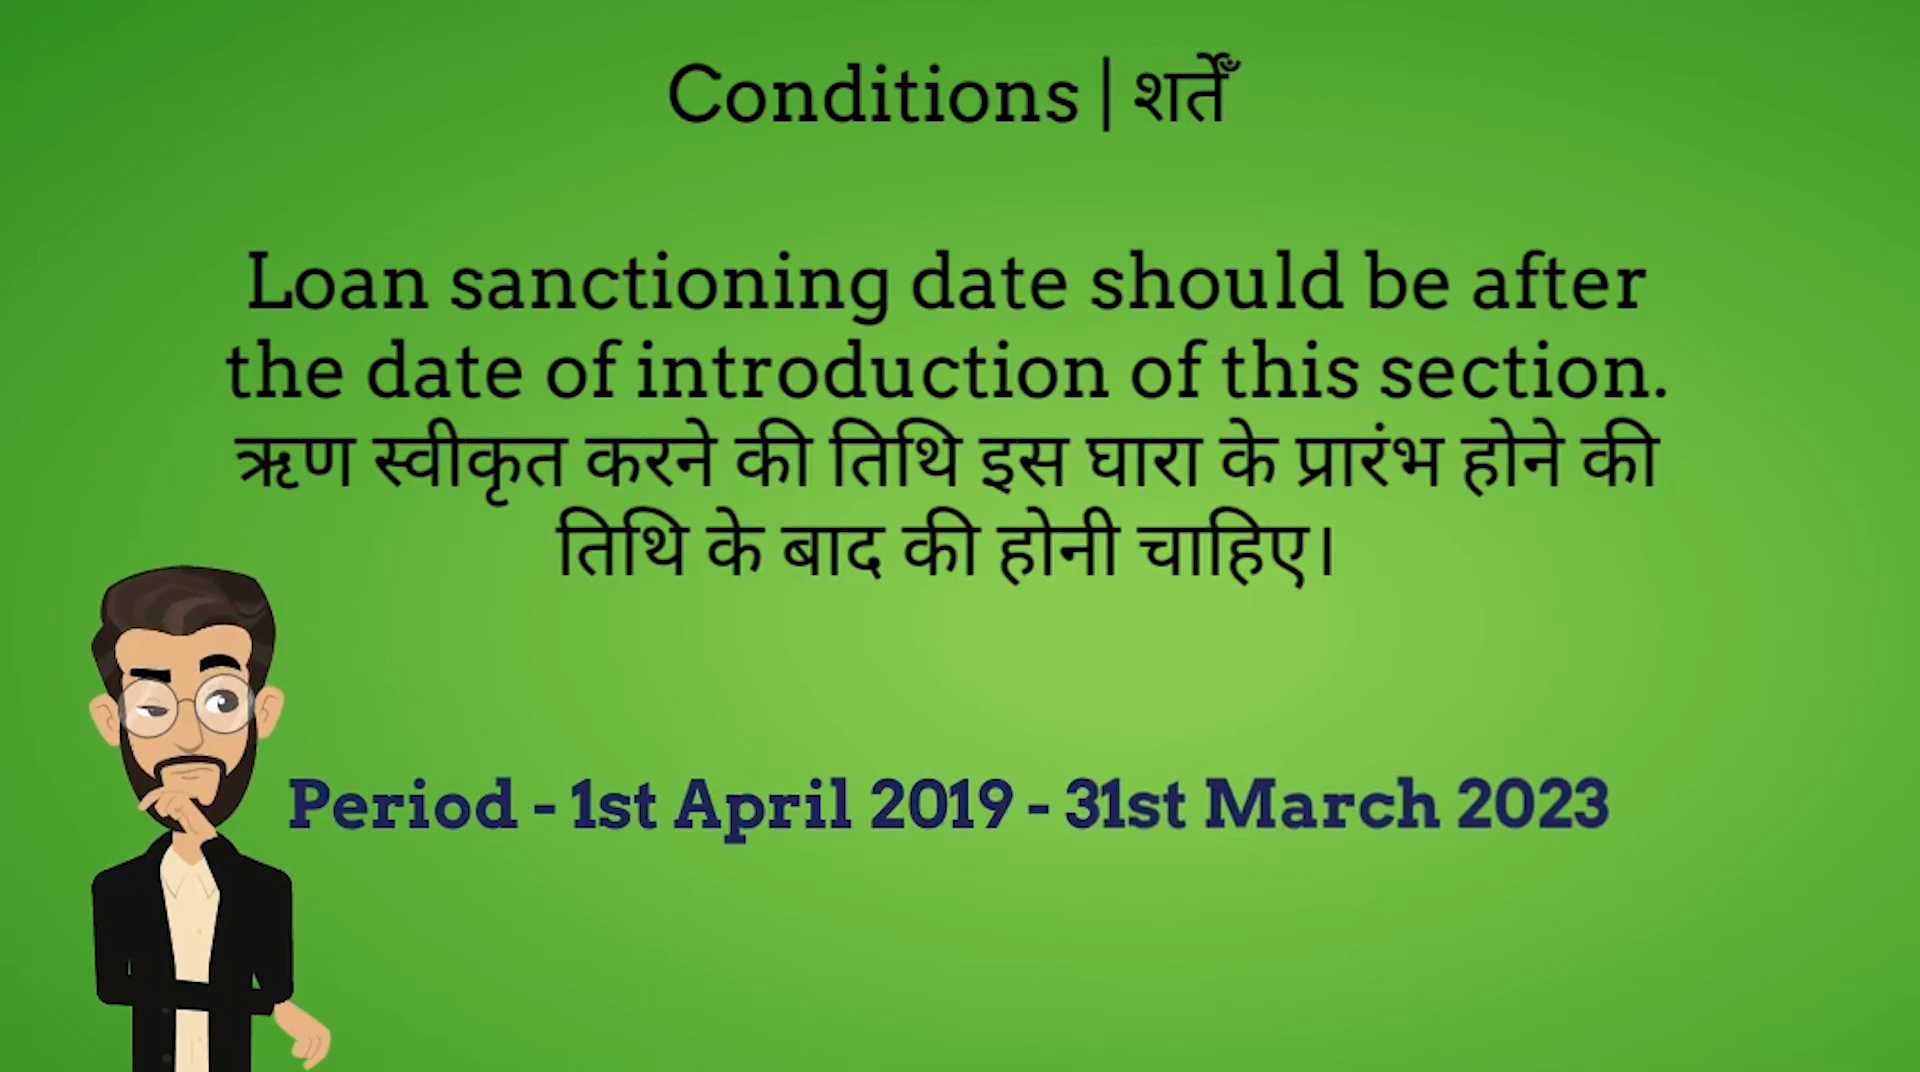 Conditions | शर्तेँ
Loan sanctioning date should be after
the date of introduction of this section.
ऋण स्वीकृत करने की तिथि इस घारा के प्रारंभ होने की
तिथि के बाद की होनी चाहिए।
Period - 1st April 2019 - 31st March 2023